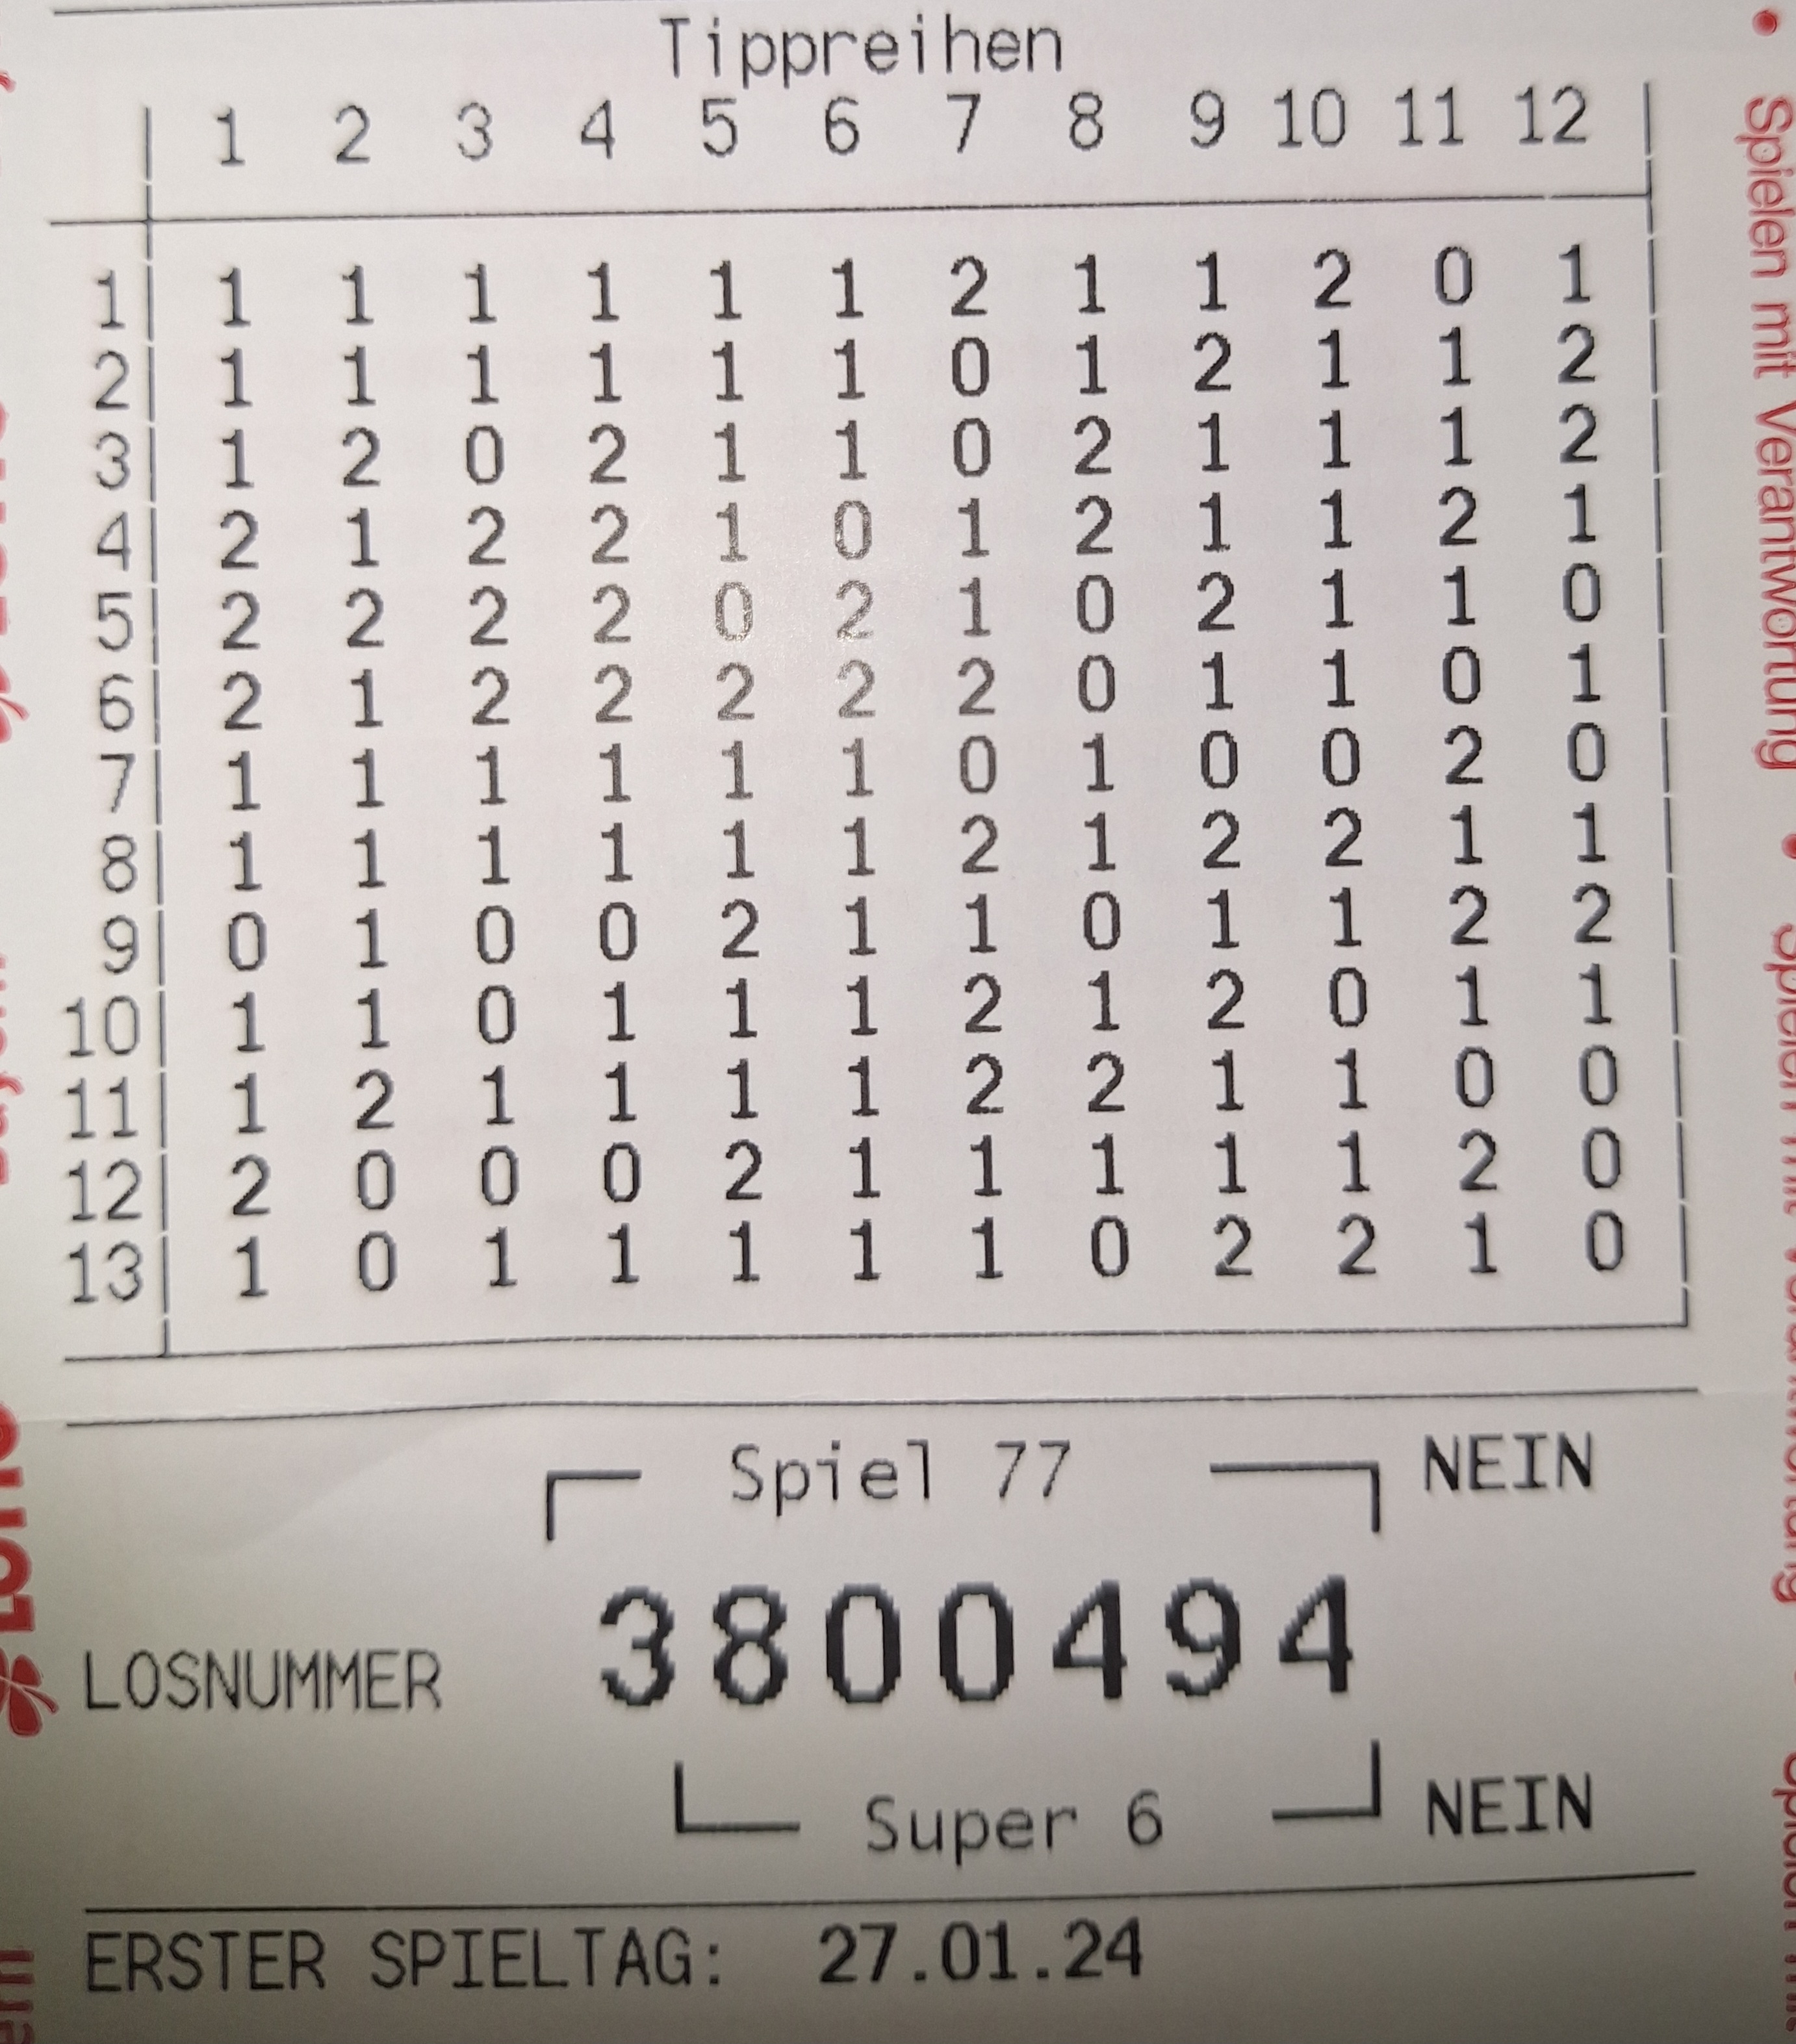 Tippreihen
1 2 3 4 5 6 7 8 9 10 11 12
1 1 1 1 1 1 1 2 1 1 2 0 1
2 1 1 1 1 1 1 0 1 2 1 1 2
3 1 2 0 2 1 1 0 2 1 1 1 2
4 2 1 2 2 1 0 1 2 1 1 2 1
5 2 2 2 2 0 2 1 0 2 1 1 0
6 2 1 2 2 2 2 2 0 1 1 0 1
7 1 1 1 1 1 1 0 1 0 0 2 0
8 1 1 1 1 1 1 2 1 2 2 1 1
9 0 1 0 0 2 1 1 0 1 1 2 2
10 1 1 0 1 1 1 2 1 2 0 1 1
11 1 2 1 1 1 1 2 2 1 1 0 0
12 2 0 0 0 2 1 1 1 1 1 2 0
13 1 0 1 1 1 1 1 0 2 2 1 0
Spiel 77 NEIN
LOSNUMMER 3800494
Super 6 NEIN
ERSTER SPIELTAG: 27.01.24
• Spielen mit Verantwortung • Spielen mit
LOTTO